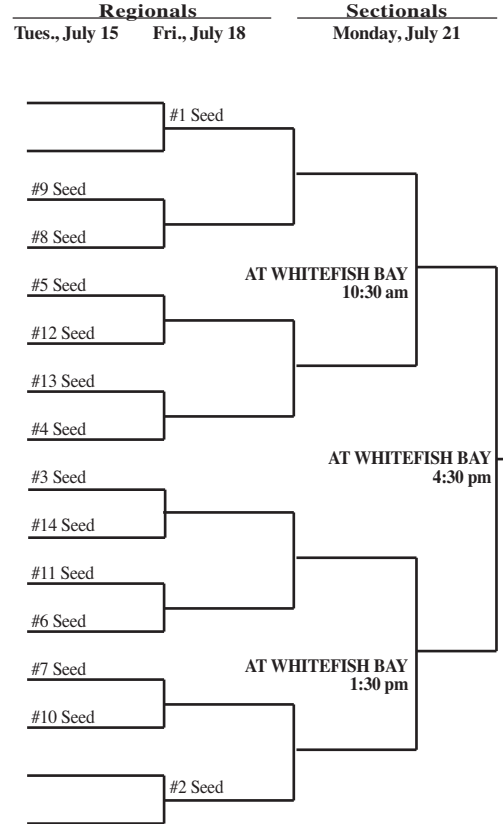 Regionals
Sectionals
Tues., July 15
Fri., July 18
Monday, July 21
#1 Seed
#9 Seed
#8 Seed
AT WHITEFISH BAY
10:30 am
#5 Seed
#12 Seed
#13 Seed
#4 Seed
AT WHITEFISH BAY
4:30 pm
#3 Seed
#14 Seed
#11 Seed
#6 Seed
AT WHITEFISH BAY
1:30 pm
#7 Seed
#10 Seed
#2 Seed